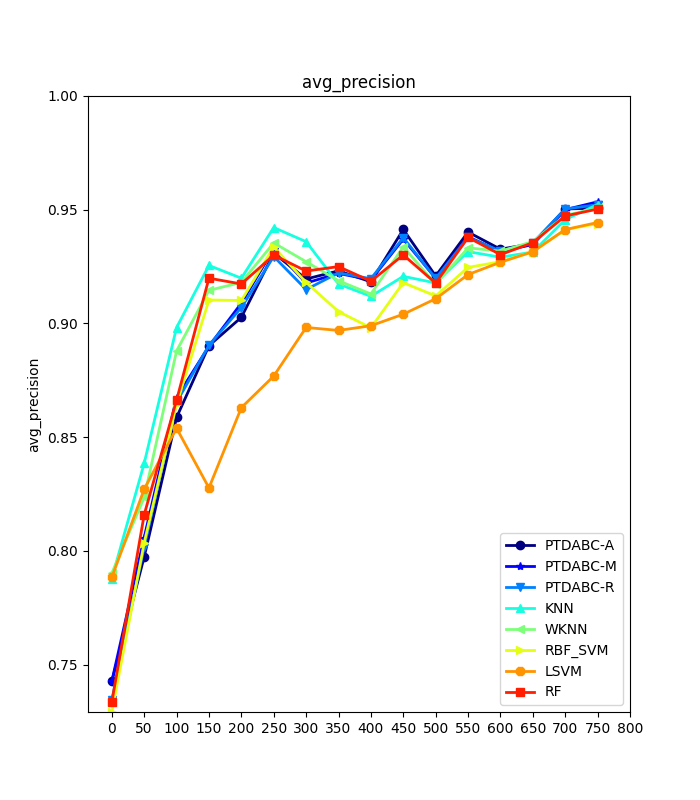 avg_precision
1.00
0.95
0.90
0.85
0.80
0.75
avg_precision
0 50 100 150 200 250 300 350 400 450 500 550 600 650 700 750 800
PTDABC-A
PTDABC-M
PTDABC-R
KNN
WKNN
RBF_SVM
LSVM
RF